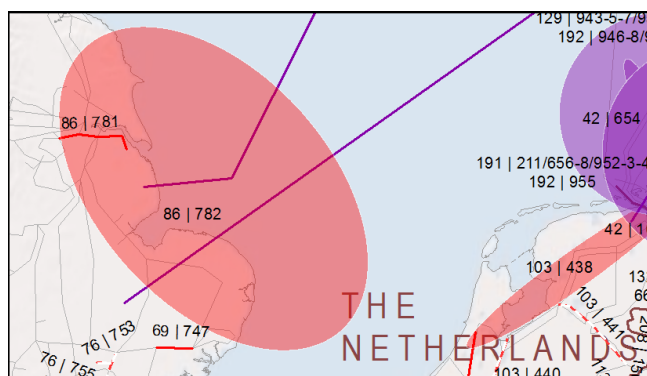 129 | 943-5-7/9
192 | 946-8/9
86 | 781
42 | 654
191 | 211/656-8/952-3-4
192 | 955
86 | 782
42 | 1
103 | 438
THE
NETHERLANDS
103 | 441
69 | 747
76 | 753
76 | 755
103 | 440